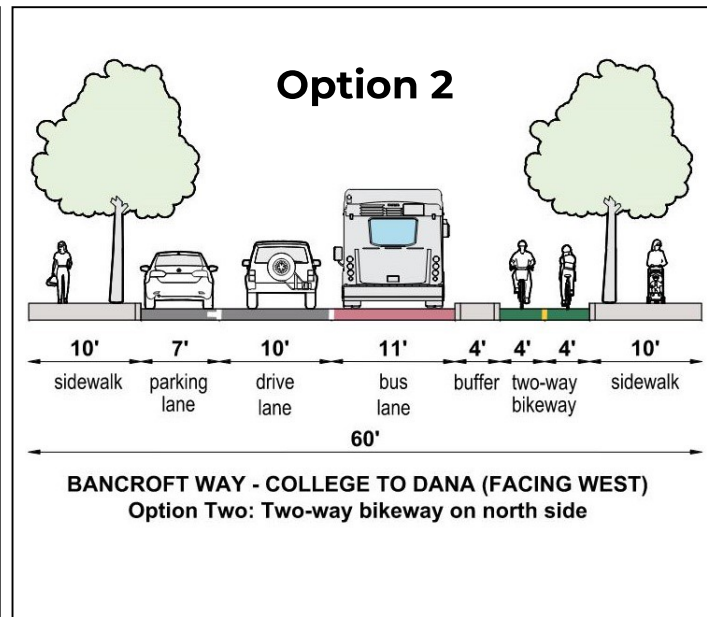 Option 2
10' 7' 10' 11' 4' 4' 4' 10'
sidewalk parking lane drive lane bus lane buffer two-way bikeway sidewalk
60'
BANCROFT WAY - COLLEGE TO DANA (FACING WEST)
Option Two: Two-way bikeway on north side